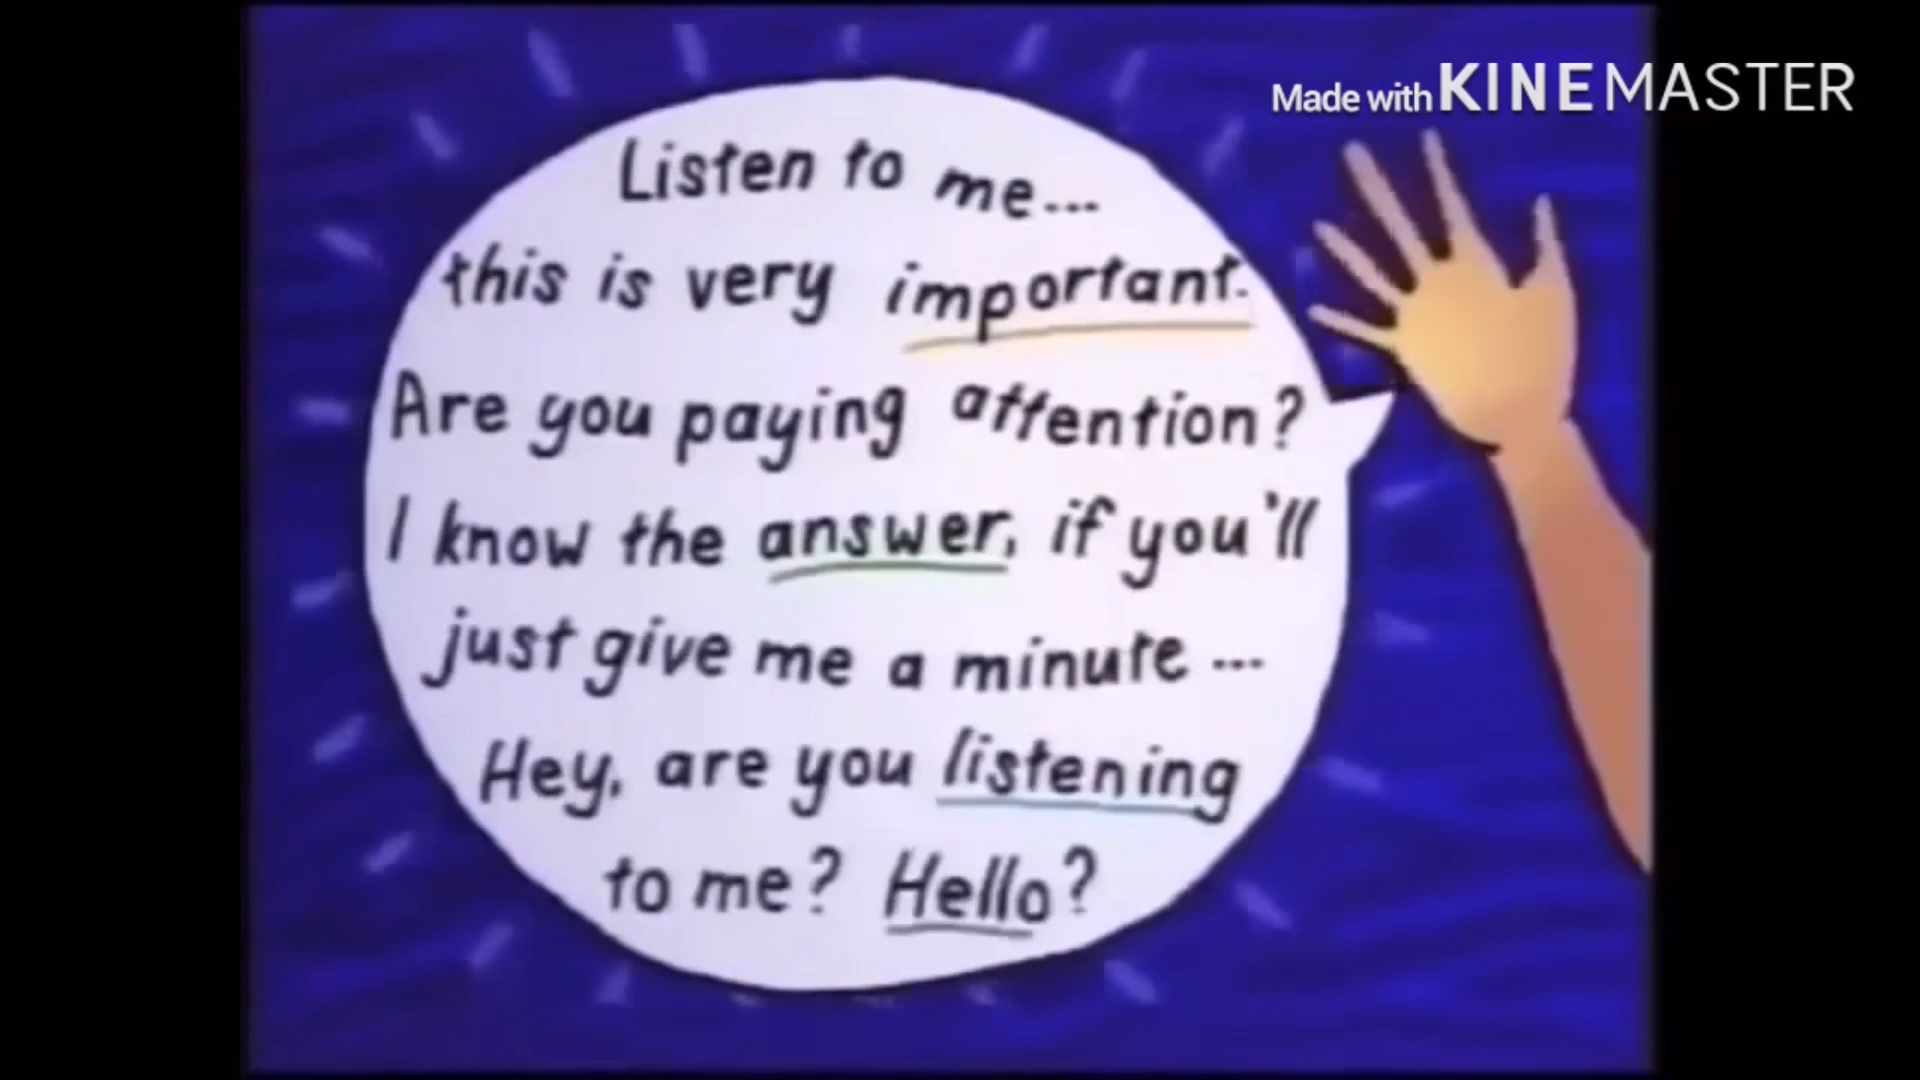 Made with KINEMASTER
Listen to me...
this is very important.
Are you paying attention?
I know the answer, if you'll
just give me a minute...
Hey, are you listening
to me? Hello?